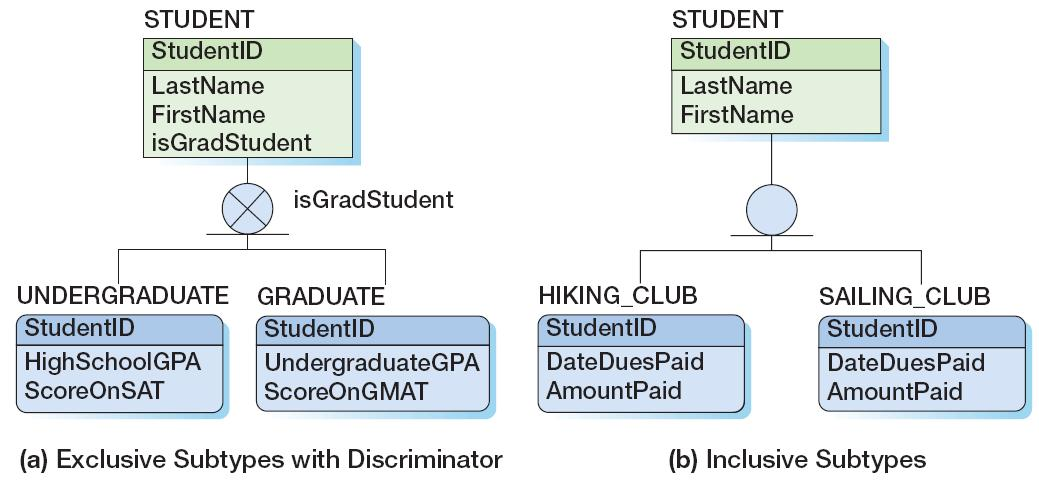 STUDENT
StudentID
LastName
FirstName
isGradStudent
isGradStudent
UNDERGRADUATE
StudentID
HighSchoolGPA
ScoreOnSAT
GRADUATE
StudentID
UndergraduateGPA
ScoreOnGMAT
(a) Exclusive Subtypes with Discriminator
STUDENT
StudentID
LastName
FirstName
HIKING_CLUB
StudentID
DateDuesPaid
AmountPaid
SAILING_CLUB
StudentID
DateDuesPaid
AmountPaid
(b) Inclusive Subtypes